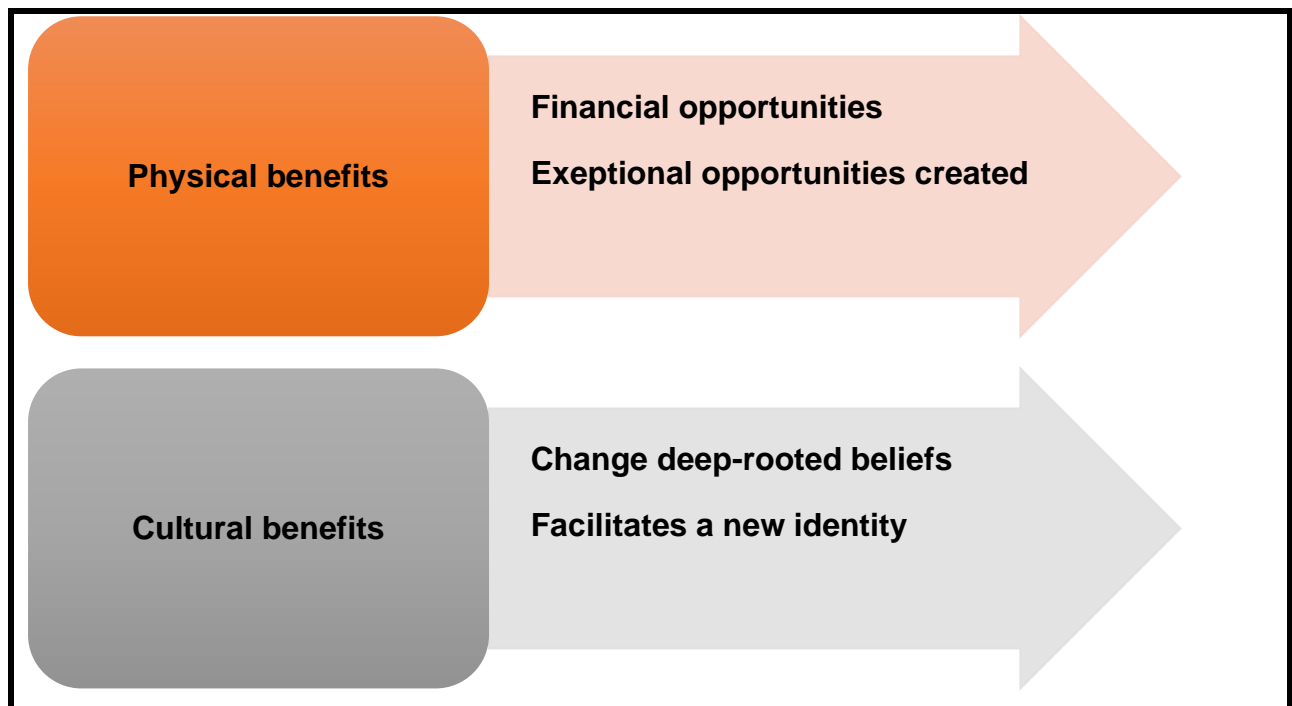 Physical benefits
Financial opportunities
Exeptional opportunities created
Cultural benefits
Change deep-rooted beliefs
Facilitates a new identity